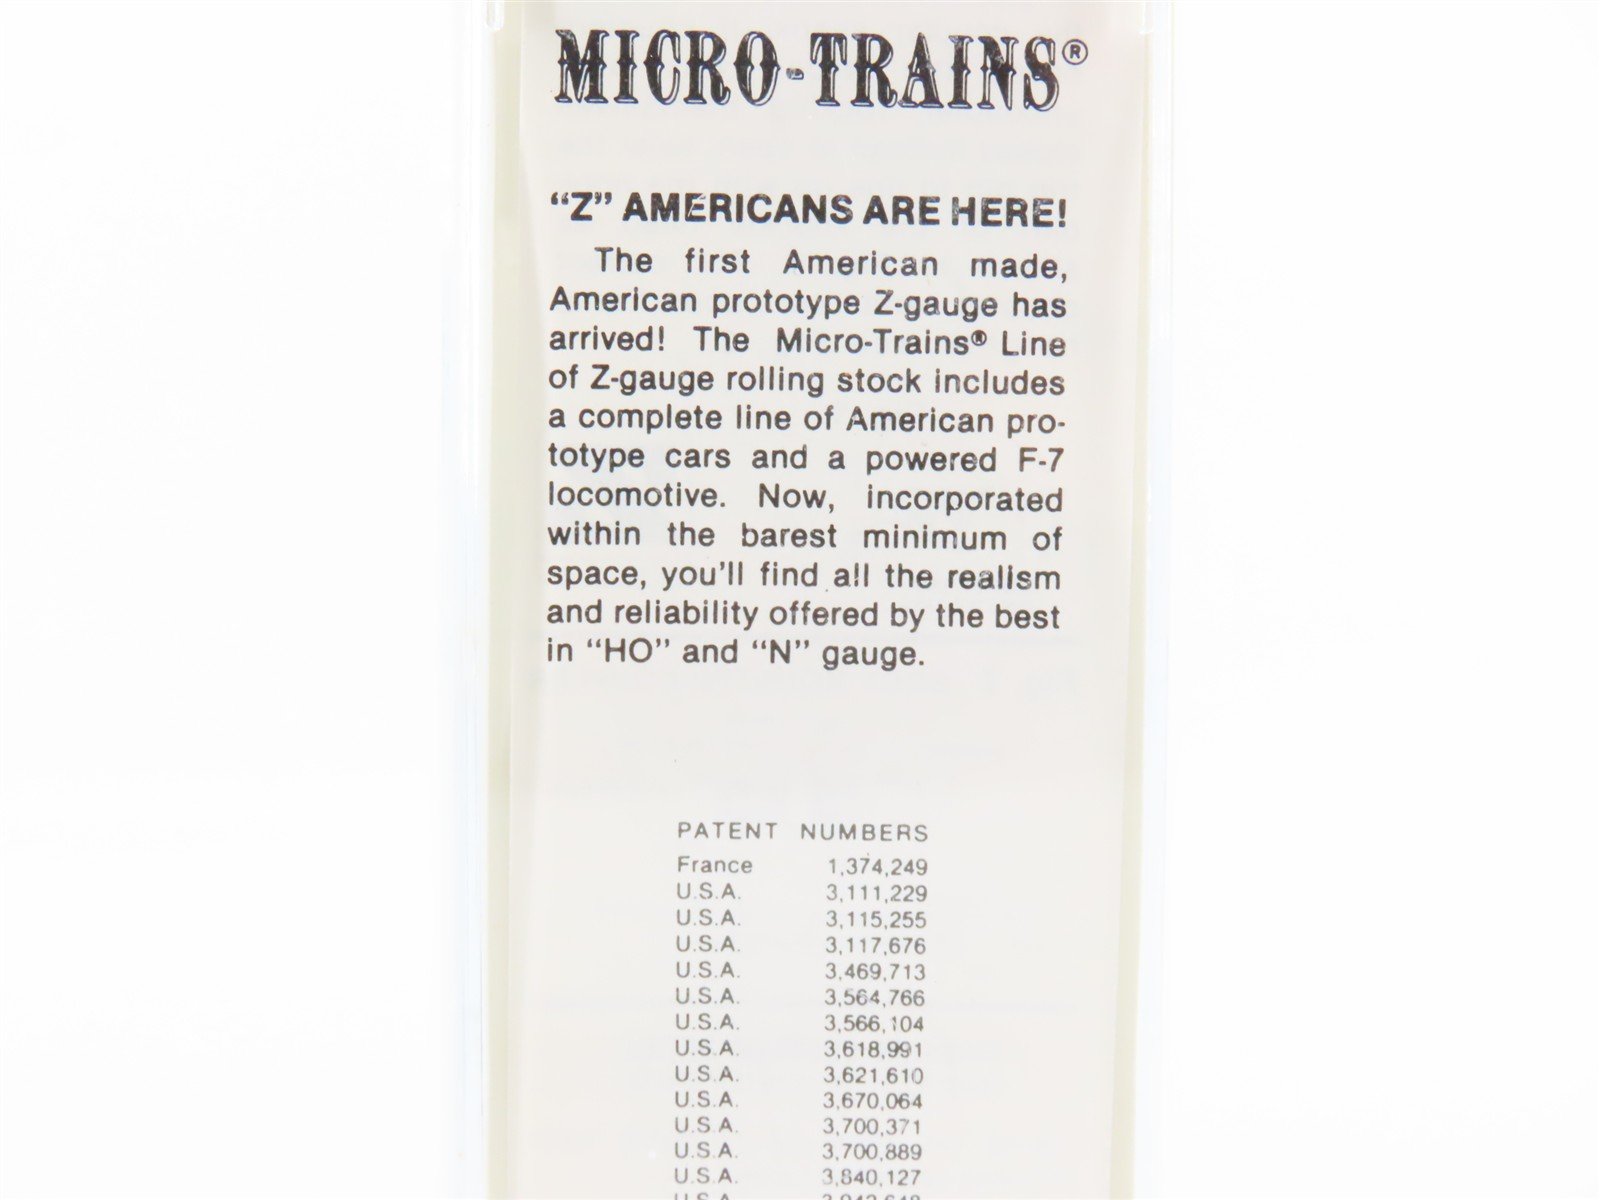 MICRO-TRAINS®
“Z” AMERICANS ARE HERE!
The first American made,
American prototype Z-gauge has
arrived! The Micro-Trains® Line
of Z-gauge rolling stock includes
a complete line of American pro-
totype cars and a powered F-7
locomotive. Now, incorporated
within the barest minimum of
space, you'll find all the realism
and reliability offered by the best
in “HO” and “N” gauge.
PATENT NUMBERS
France 1,374,249
U.S.A. 3,111,229
U.S.A. 3,115,255
U.S.A. 3,117,676
U.S.A. 3,469,713
U.S.A. 3,564,766
U.S.A. 3,566,104
U.S.A. 3,618,991
U.S.A. 3,621,610
U.S.A. 3,670,064
U.S.A. 3,700,371
U.S.A. 3,700,889
U.S.A. 3,840,127